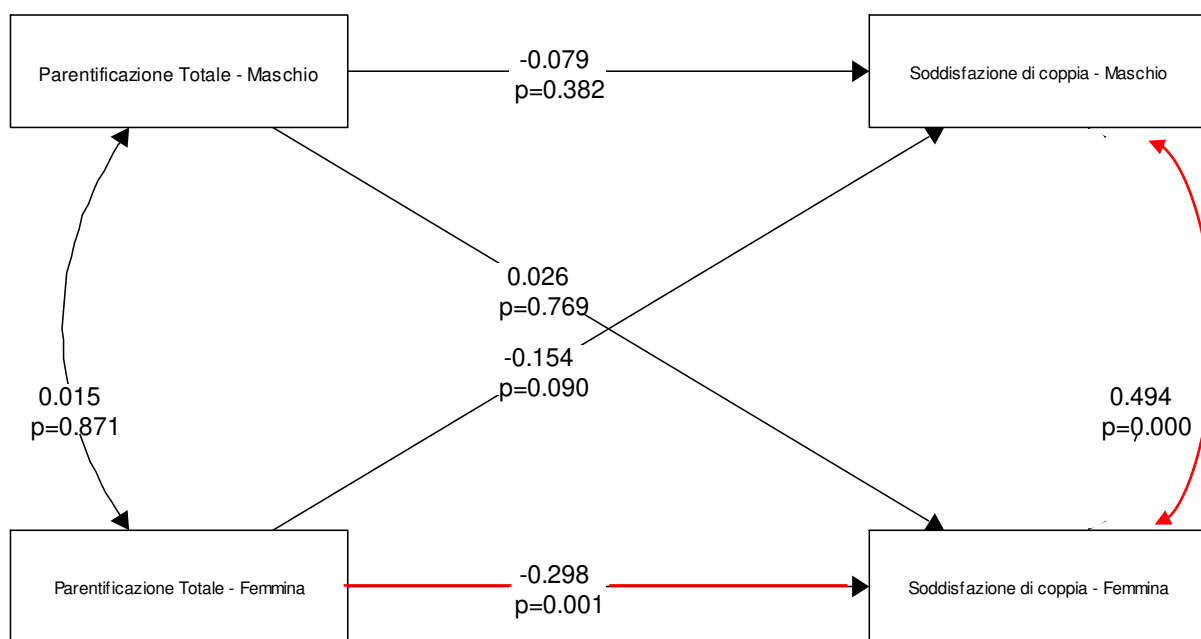 Parentificazione Totale - Maschio
-0.079
p=0.382
Soddisfazione di coppia - Maschio
0.026
p=0.769
-0.154
p=0.090
0.015
p=0.871
0.494
p=0.000
Parentificazione Totale - Femmina
-0.298
p=0.001
Soddisfazione di coppia - Femmina